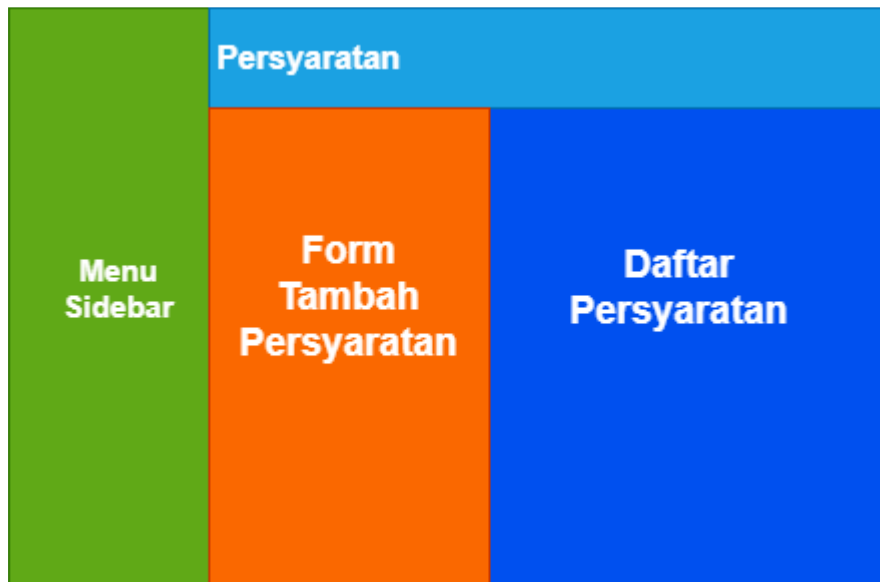 Persyaratan
Menu
Sidebar
Form
Tambah
Persyaratan
Daftar
Persyaratan